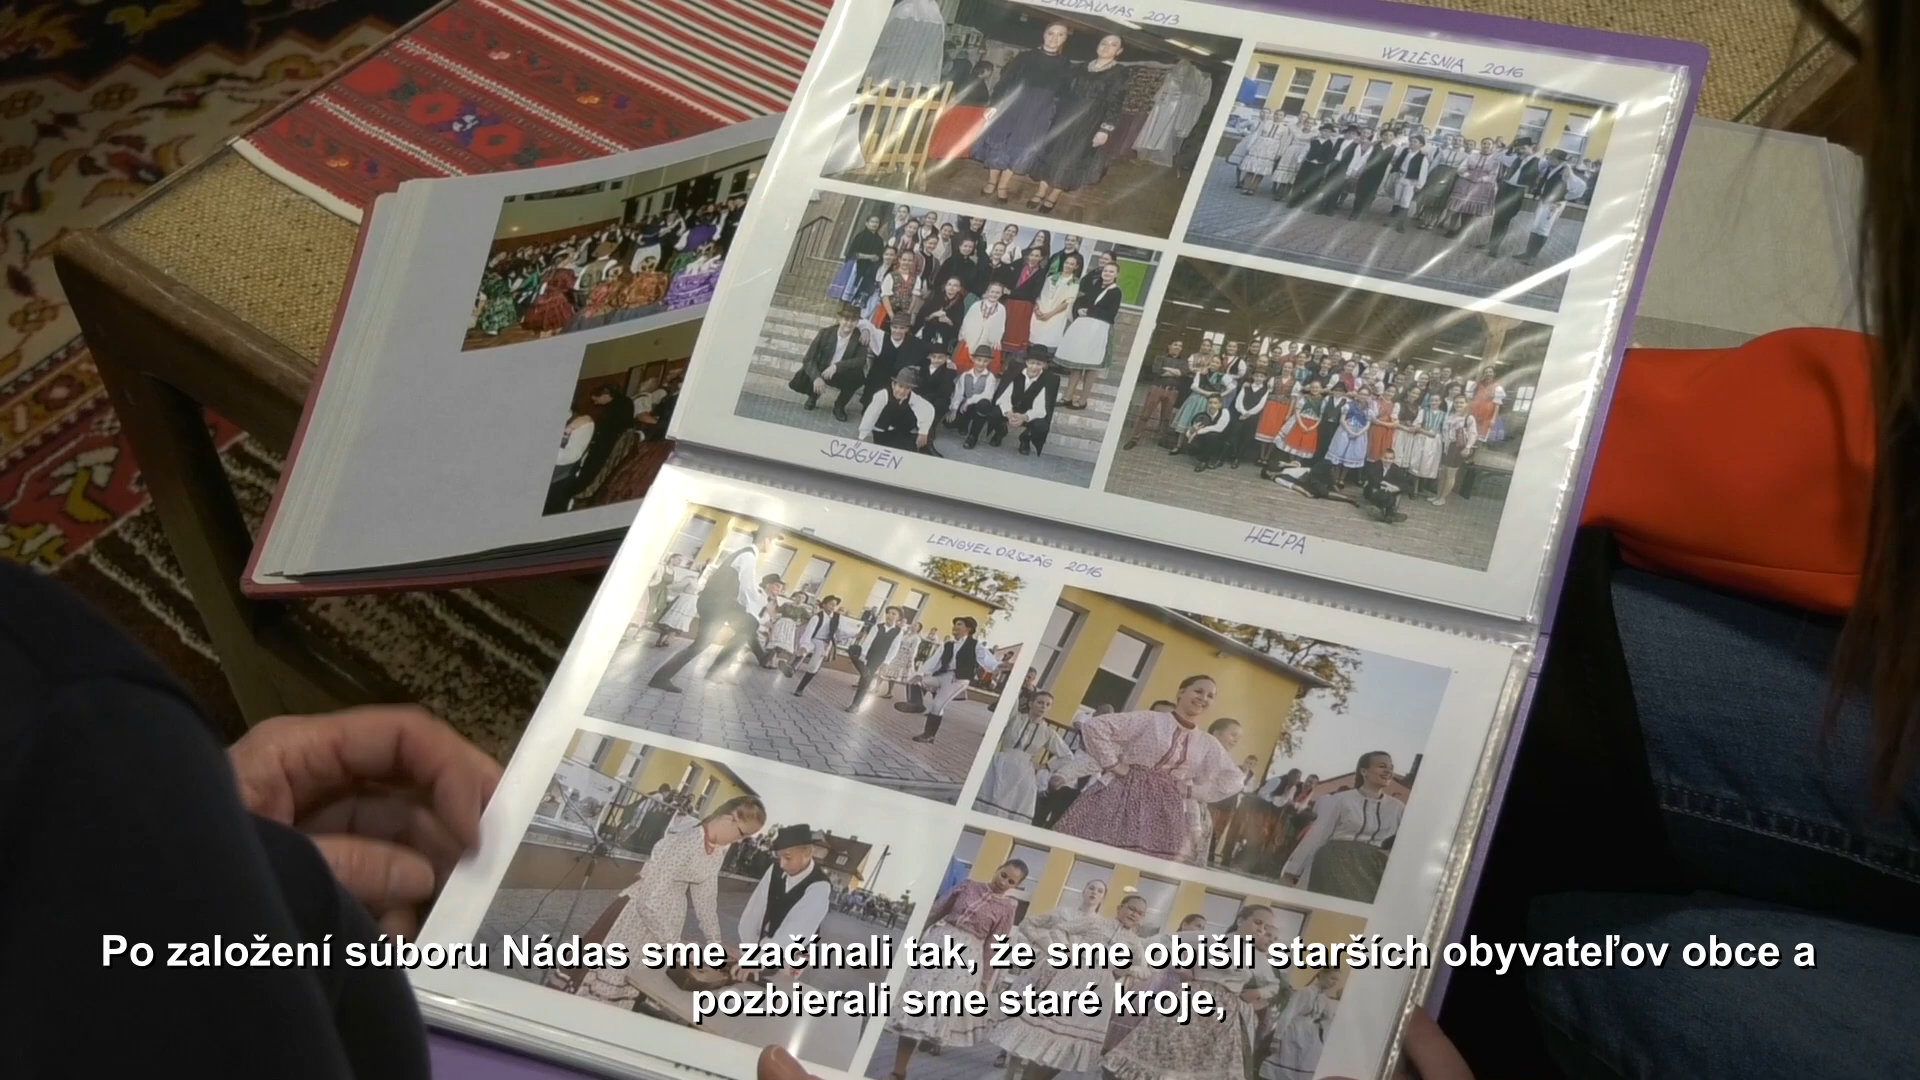 2013
WRZESNIA 2016
SZŐGYÉN
HEĽPA
LENGYELORSZÁG 2016
Po založení súboru Nádas sme začínali tak, že sme obišli starších obyvateľov obce a
pozbierali sme staré kroje,